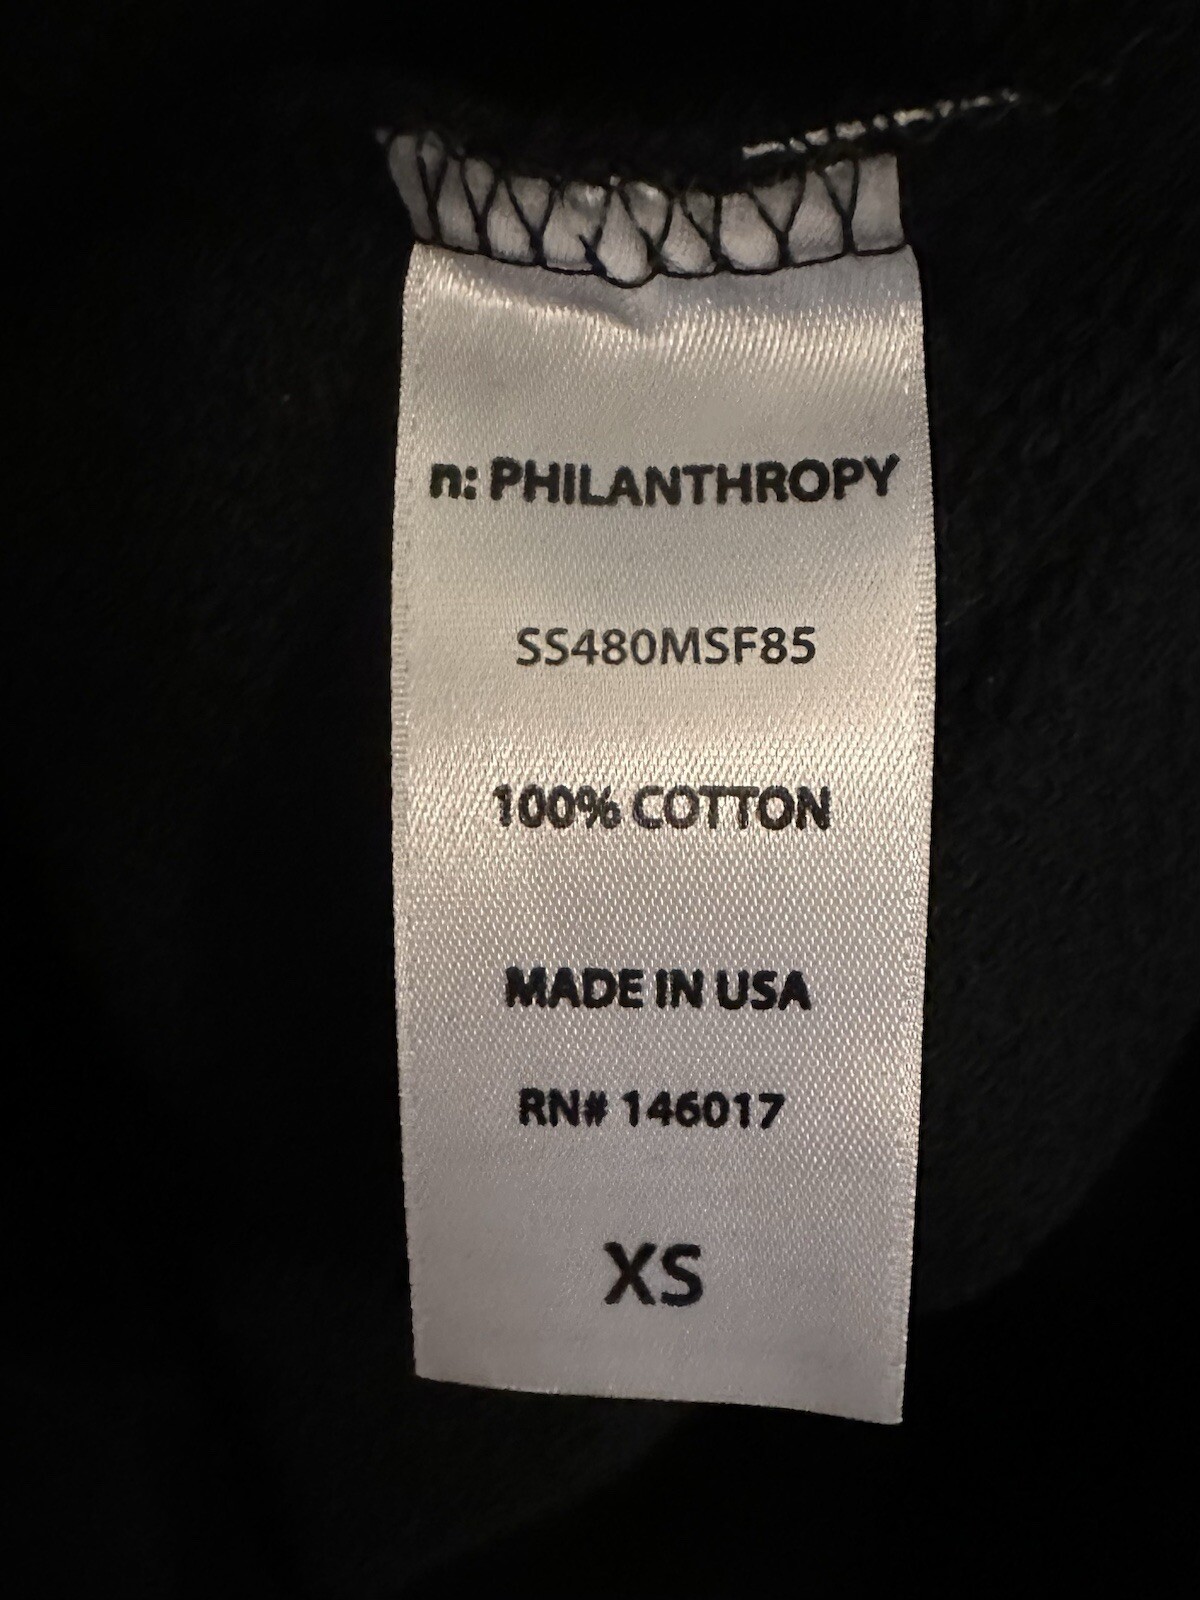 n: PHILANTHROPY
SS480MSF85
100% COTTON
MADE IN USA
RN# 146017
XS